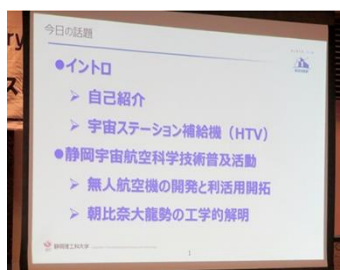 今日の話題
●イントロ
➢ 自己紹介
➢ 宇宙ステーション補給機（HTV）
●静岡宇宙航空科学技術普及活動
➢ 無人航空機の開発と利活用開拓
➢ 朝比奈大龍勢の工学的解明
静岡理工科大学
1
ry
ス